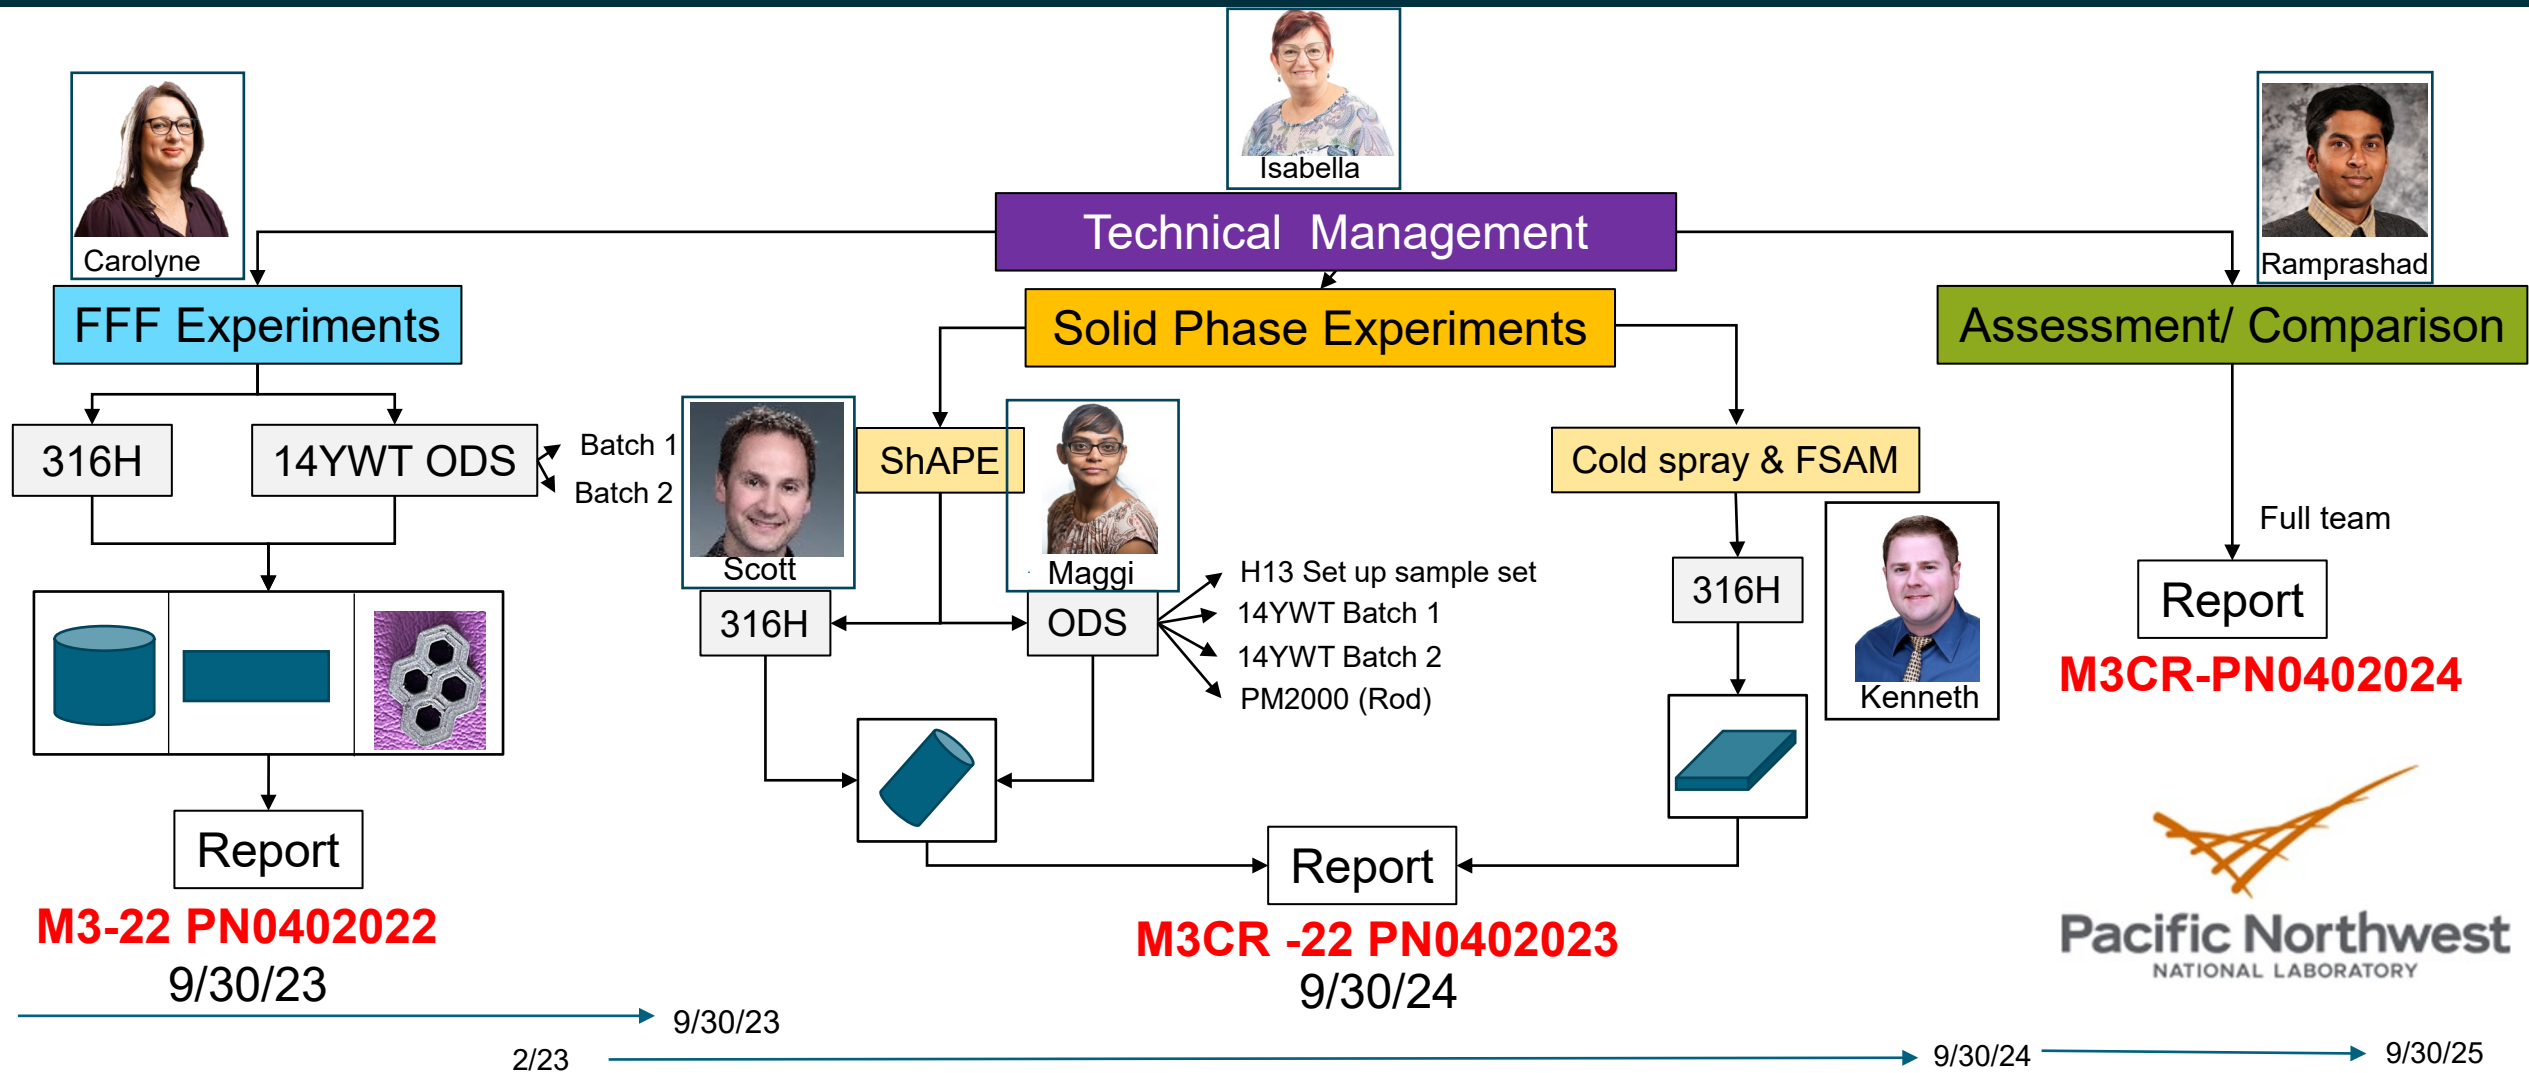 Isabella
Carolyne
Ramprashad
Technical  Management
FFF Experiments
Solid Phase Experiments
Assessment/ Comparison
316H
14YWT ODS
Batch 1
Batch 2
Scott
ShAPE
Maggi
Cold spray & FSAM
Full team
316H
ODS
H13 Set up sample set
14YWT Batch 1
14YWT Batch 2
PM2000 (Rod)
316H
Kenneth
Report
M3CR-PN0402024
Report
M3-22 PN0402022
9/30/23
Report
M3CR -22 PN0402023
9/30/24
Pacific Northwest
NATIONAL LABORATORY
9/30/23
2/23
9/30/24
9/30/25